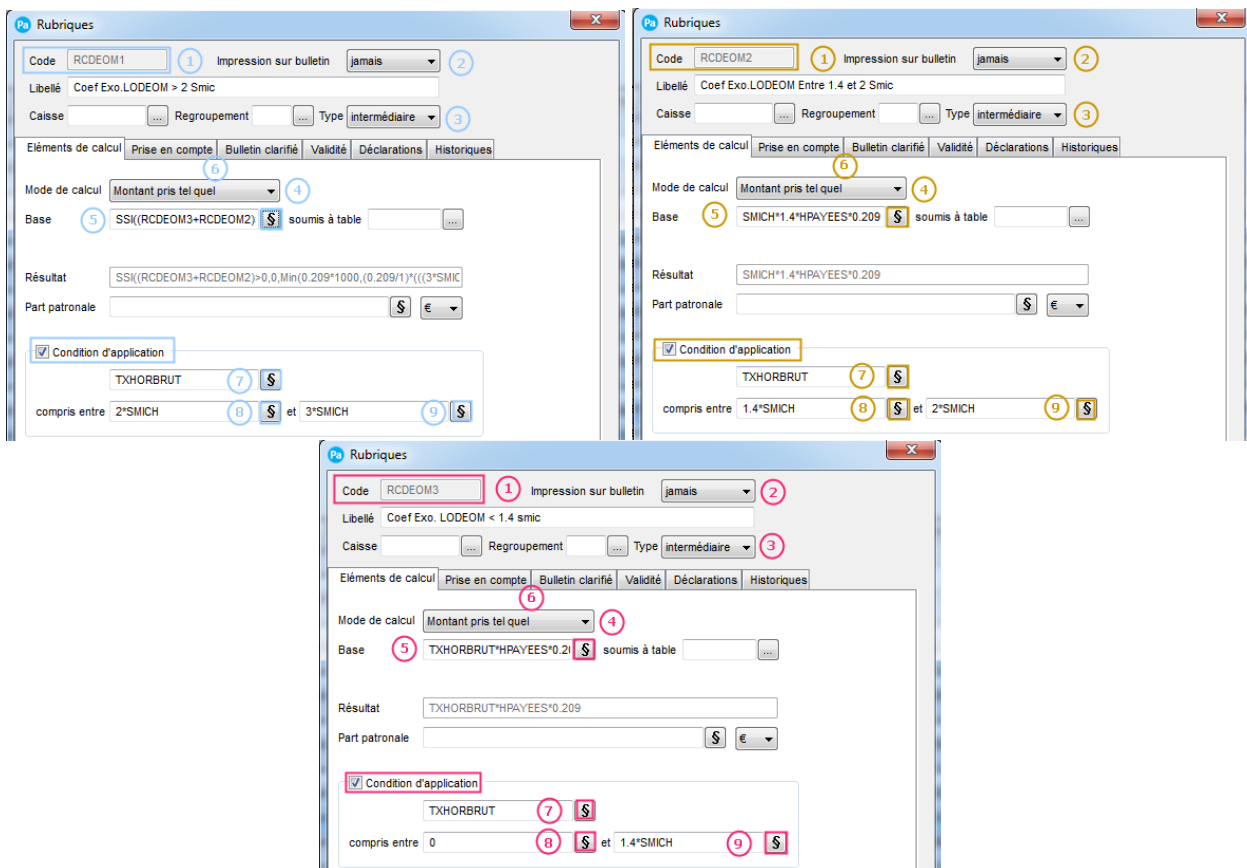 Pa Rubriques X
Code RCDEOM1 1 Impression sur bulletin jamais 2
Libellé Coef Exo.LODEOM > 2 Smic
Caisse ... Regroupement ... Type intermédiaire 3
Eléments de calcul Prise en compte Bulletin clarifié Validité Déclarations Historiques
6
Mode de calcul Montant pris tel quel 4
Base 5 SSI((RCDEOM3+RCDEOM2) § soumis à table ...
Résultat SSI((RCDEOM3+RCDEOM2)>0,0,Min(0.209*1000,(0.209/1)*(((3*SMIC
Part patronale § €
Condition d'application
TXHORBRUT 7 §
compris entre 2*SMICH 8 § et 3*SMICH 9 §
Pa Rubriques X
Code RCDEOM2 1 Impression sur bulletin jamais 2
Libellé Coef Exo.LODEOM Entre 1.4 et 2 Smic
Caisse ... Regroupement ... Type intermédiaire 3
Eléments de calcul Prise en compte Bulletin clarifié Validité Déclarations Historiques
6
Mode de calcul Montant pris tel quel 4
Base 5 SMICH*1.4*HPAYEES*0.209 § soumis à table ...
Résultat SMICH*1.4*HPAYEES*0.209
Part patronale § €
Condition d'application
TXHORBRUT 7 §
compris entre 1.4*SMICH 8 § et 2*SMICH 9 §
Pa Rubriques X
Code RCDEOM3 1 Impression sur bulletin jamais 2
Libellé Coef Exo. LODEOM < 1.4 smic
Caisse ... Regroupement ... Type intermédiaire 3
Eléments de calcul Prise en compte Bulletin clarifié Validité Déclarations Historiques
6
Mode de calcul Montant pris tel quel 4
Base 5 TXHORBRUT*HPAYEES*0.20 § soumis à table ...
Résultat TXHORBRUT*HPAYEES*0.209
Part patronale § €
Condition d'application
TXHORBRUT 7 §
compris entre 0 8 § et 1.4*SMICH 9 §